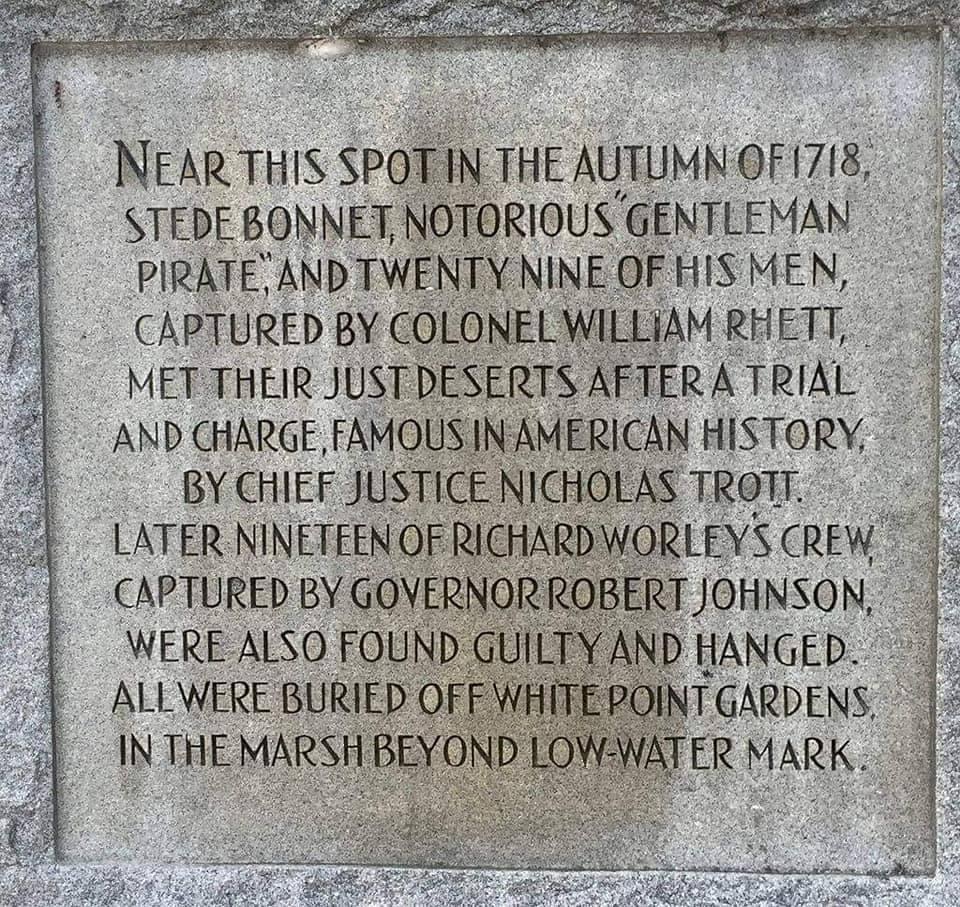 NEAR THIS SPOT IN THE AUTUMN OF 1718,
STEDE BONNET, NOTORIOUS "GENTLEMAN
PIRATE," AND TWENTY NINE OF HIS MEN,
CAPTURED BY COLONEL WILLIAM RHETT,
MET THEIR JUST DESERTS AFTER A TRIAL
AND CHARGE, FAMOUS IN AMERICAN HISTORY,
BY CHIEF JUSTICE NICHOLAS TROTT.
LATER NINETEEN OF RICHARD WORLEY'S CREW,
CAPTURED BY GOVERNOR ROBERT JOHNSON,
WERE ALSO FOUND GUILTY AND HANGED.
ALL WERE BURIED OFF WHITE POINT GARDENS,
IN THE MARSH BEYOND LOW-WATER MARK.